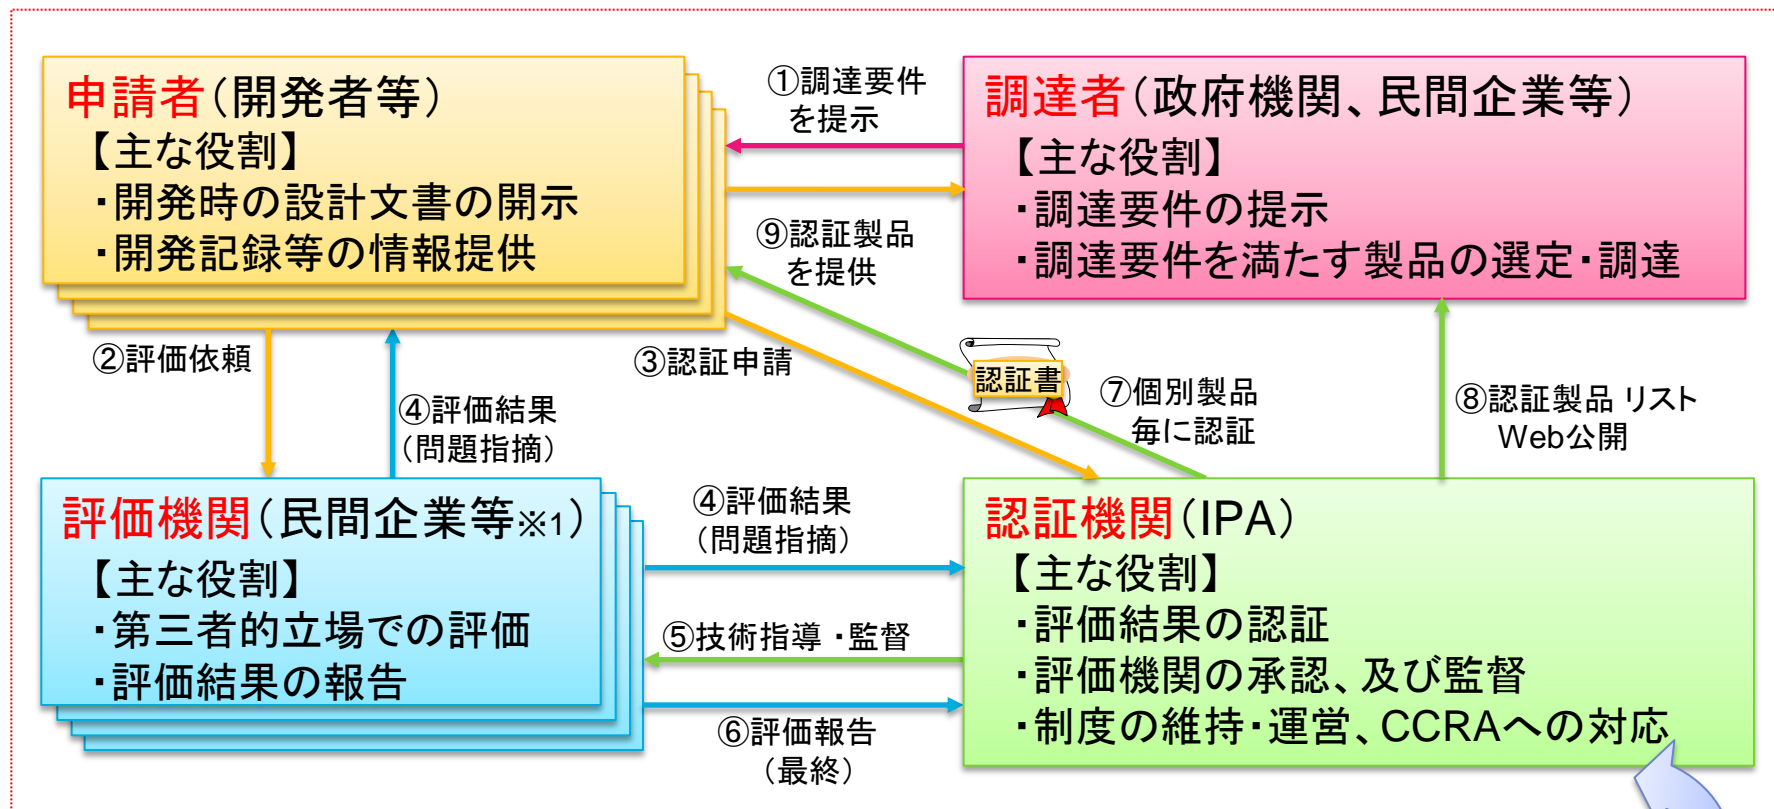 申請者（開発者等）
【主な役割】
・開発時の設計文書の開示
・開発記録等の情報提供
①調達要件
を提示
⑨認証製品
を提供
調達者（政府機関、民間企業等）
【主な役割】
・調達要件の提示
・調達要件を満たす製品の選定・調達
②評価依頼
④評価結果
（問題指摘）
③認証申請
認証書
⑦個別製品
毎に認証
⑧認証製品 リスト
Web公開
評価機関（民間企業等※1）
【主な役割】
・第三者的立場での評価
・評価結果の報告
④評価結果
（問題指摘）
⑤技術指導・監督
⑥評価報告
（最終）
認証機関（IPA）
【主な役割】
・評価結果の認証
・評価機関の承認、及び監督
・制度の維持・運営、CCRAへの対応